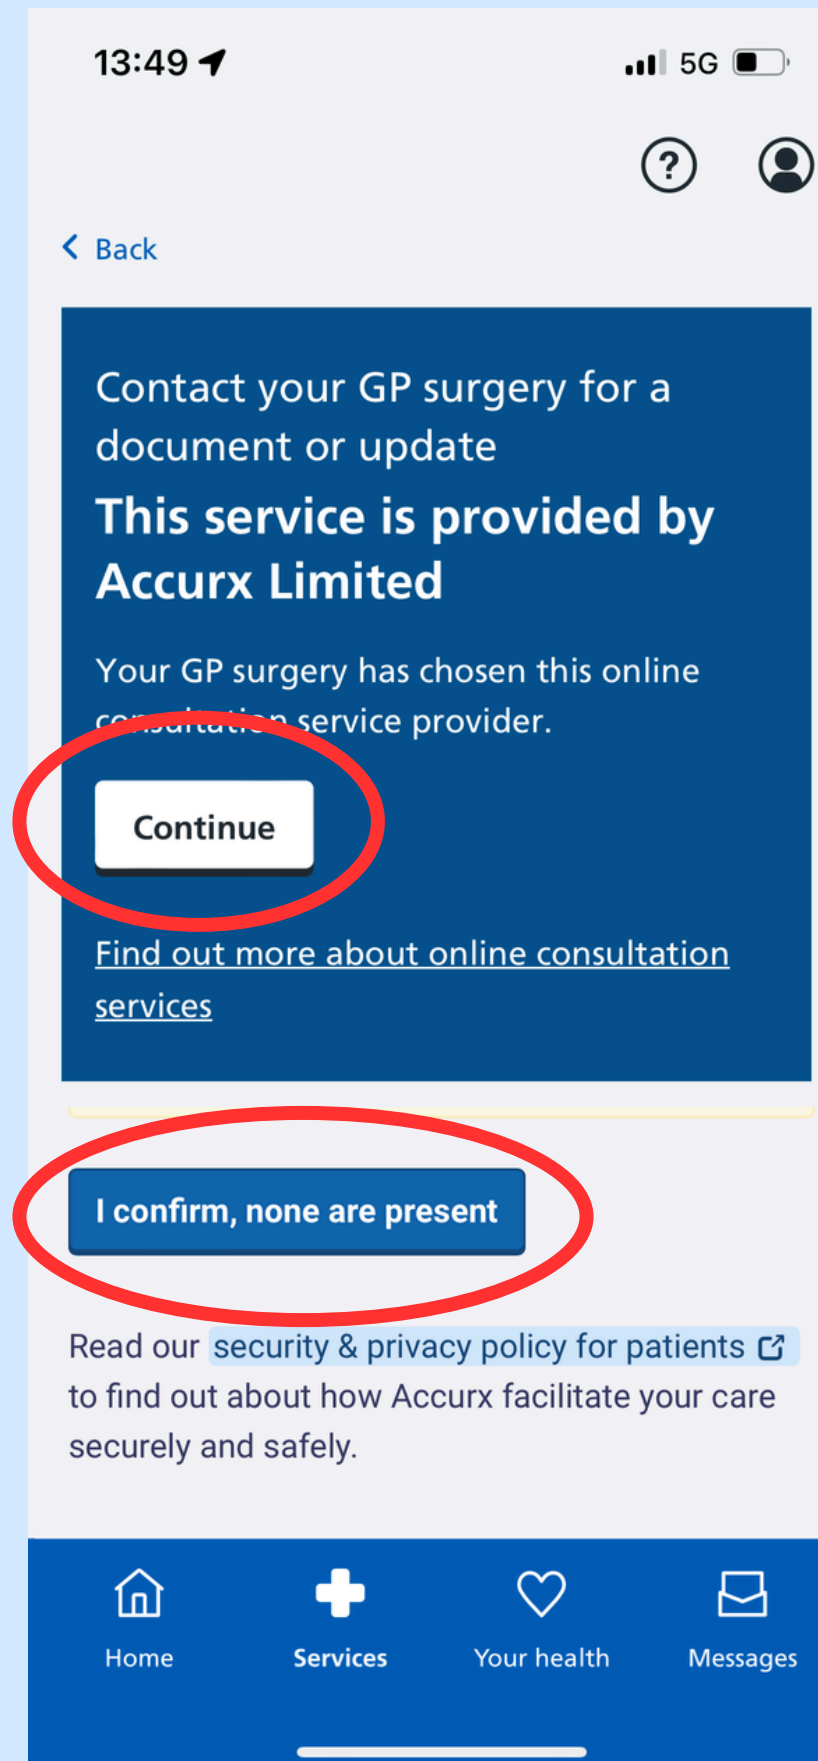 13:49
5G
?
Back
Contact your GP surgery for a
document or update
This service is provided by
Accurx Limited
Your GP surgery has chosen this online
consultation service provider.
Continue
Find out more about online consultation
services
I confirm, none are present
Read our security & privacy policy for patients
to find out about how Accurx facilitate your care
securely and safely.
Home Services Your health Messages